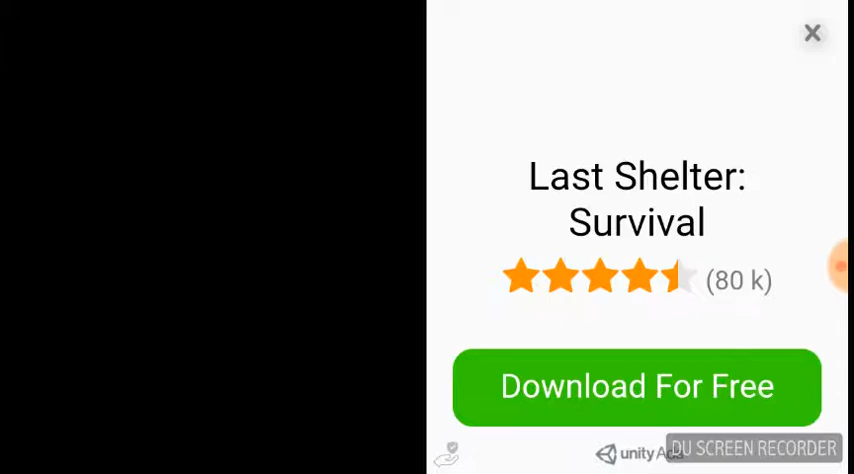 Last Shelter:
Survival
(80 k)
Download For Free
unity Ads
DU SCREEN RECORDER